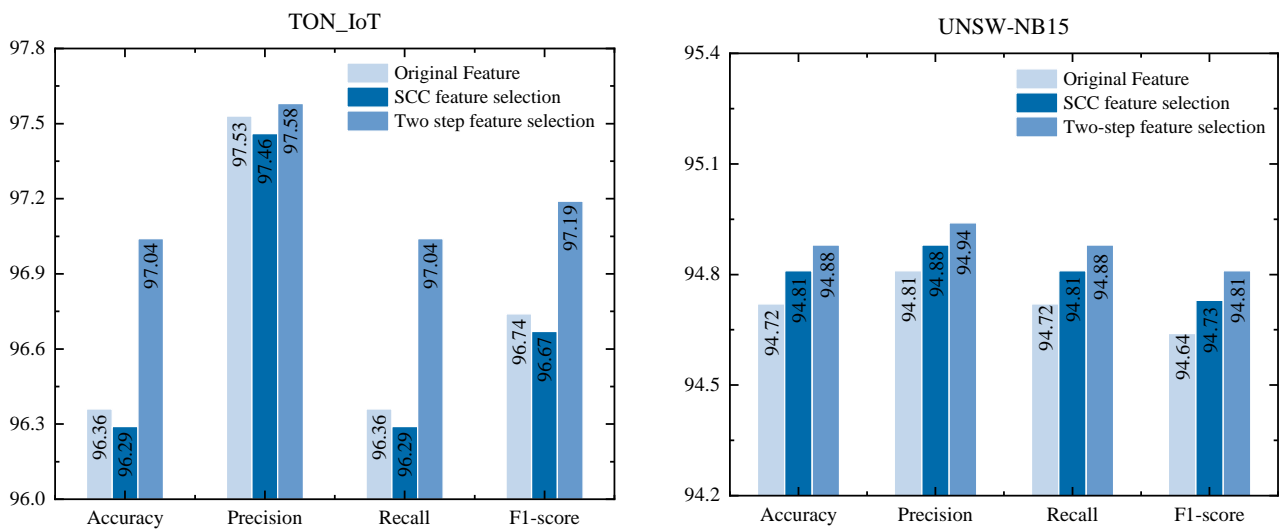 TON_IoT
97.8
97.5
97.2
96.9
96.6
96.3
96.0
Original Feature
SCC feature selection
Two step feature selection
96.36
96.29
97.04
97.53
97.46
97.58
96.36
96.29
97.04
96.74
96.67
97.19
Accuracy
Precision
Recall
F1-score
UNSW-NB15
95.4
95.1
94.8
94.5
94.2
Original Feature
SCC feature selection
Two-step feature selection
94.72
94.81
94.88
94.81
94.88
94.94
94.72
94.81
94.88
94.64
94.73
94.81
Accuracy
Precision
Recall
F1-score